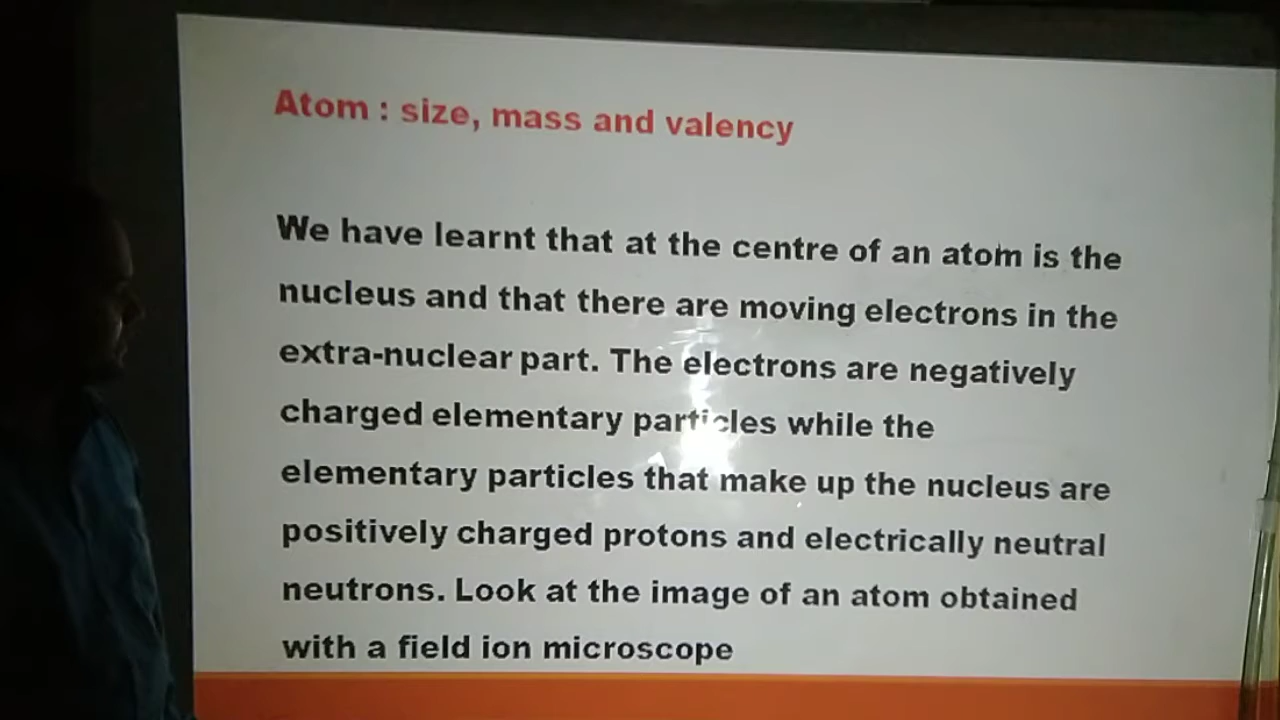 Atom : size, mass and valency
We have learnt that at the centre of an atom is the
nucleus and that there are moving electrons in the
extra-nuclear part. The electrons are negatively
charged elementary particles while the
elementary particles that make up the nucleus are
positively charged protons and electrically neutral
neutrons. Look at the image of an atom obtained
with a field ion microscope